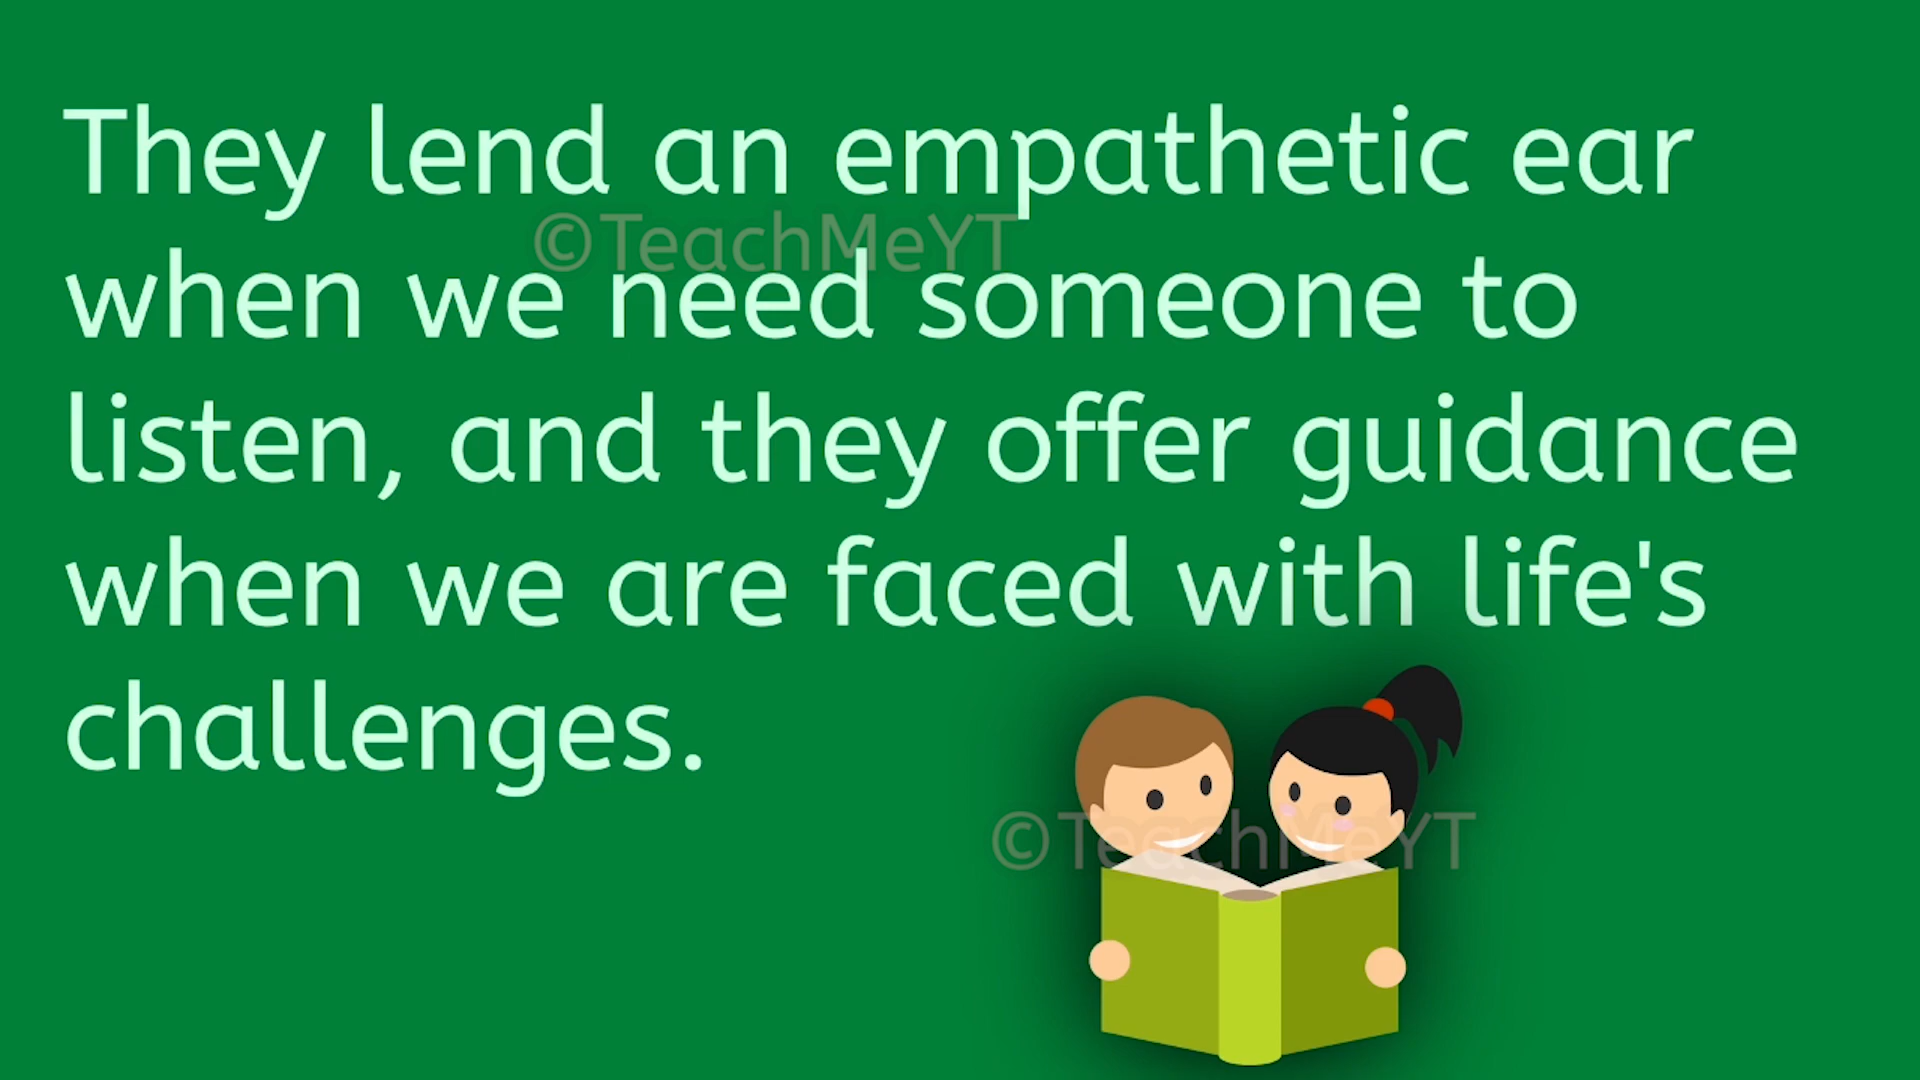 They lend an empathetic ear
©TeachMeYT
when we need someone to
listen, and they offer guidance
when we are faced with life's
challenges.
©TeachMeYT